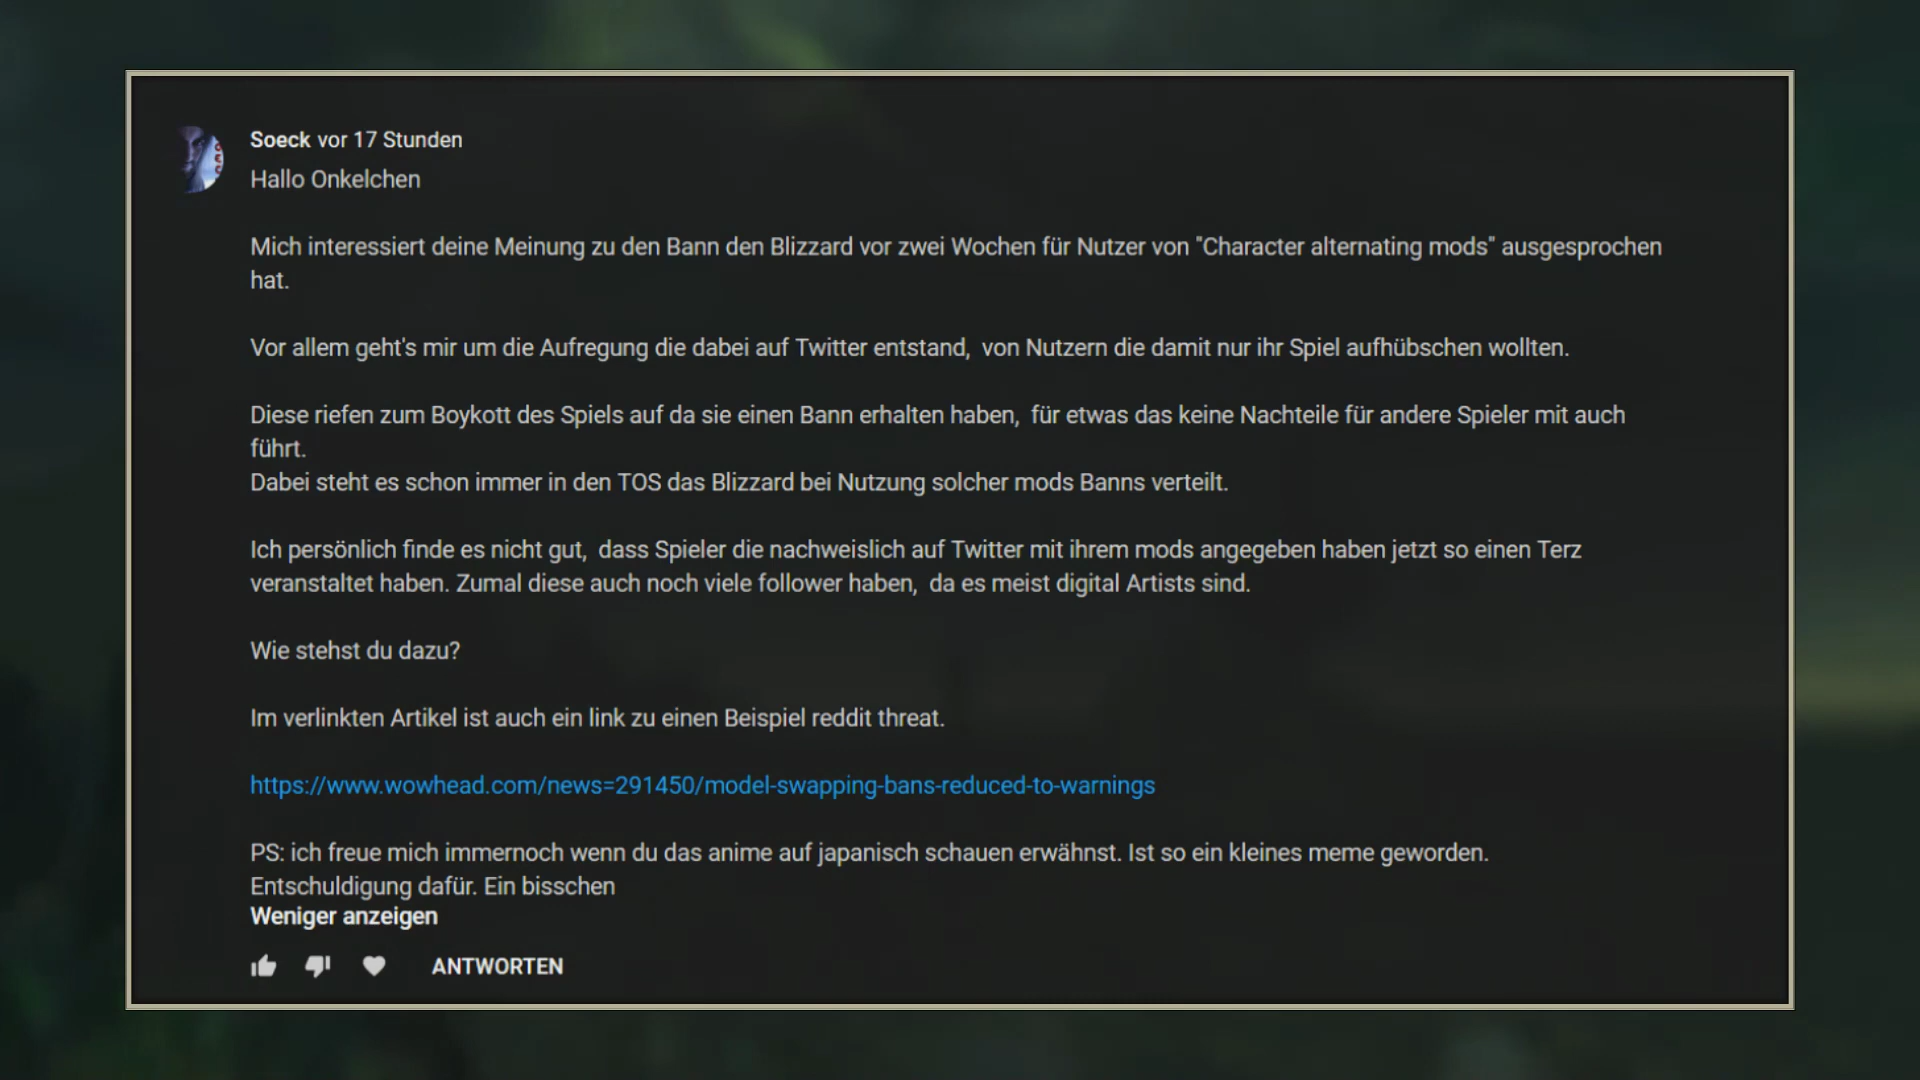 Soeck vor 17 Stunden
Hallo Onkelchen
Mich interessiert deine Meinung zu den Bann den Blizzard vor zwei Wochen für Nutzer von "Character alternating mods" ausgesprochen
hat.
Vor allem geht's mir um die Aufregung die dabei auf Twitter entstand, von Nutzern die damit nur ihr Spiel aufhübschen wollten.
Diese riefen zum Boykott des Spiels auf da sie einen Bann erhalten haben, für etwas das keine Nachteile für andere Spieler mit auch
führt.
Dabei steht es schon immer in den TOS das Blizzard bei Nutzung solcher mods Banns verteilt.
Ich persönlich finde es nicht gut, dass Spieler die nachweislich auf Twitter mit ihrem mods angegeben haben jetzt so einen Terz
veranstaltet haben. Zumal diese auch noch viele follower haben, da es meist digital Artists sind.
Wie stehst du dazu?
Im verlinkten Artikel ist auch ein link zu einen Beispiel reddit threat.
https://www.wowhead.com/news=291450/model-swapping-bans-reduced-to-warnings
PS: ich freue mich immernoch wenn du das anime auf japanisch schauen erwähnst. Ist so ein kleines meme geworden.
Entschuldigung dafür. Ein bisschen
Weniger anzeigen
ANTWORTEN